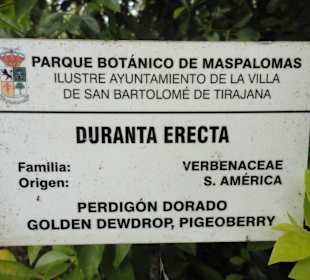 PARQUE BOTÁNICO DE MASPALOMAS
ILUSTRE AYUNTAMIENTO DE LA VILLA
DE SAN BARTOLOMÉ DE TIRAJANA
DURANTA ERECTA
Familia: VERBENACEAE
Origen: S. AMÉRICA
PERDIGÓN DORADO
GOLDEN DEWDROP, PIGEOBERRY